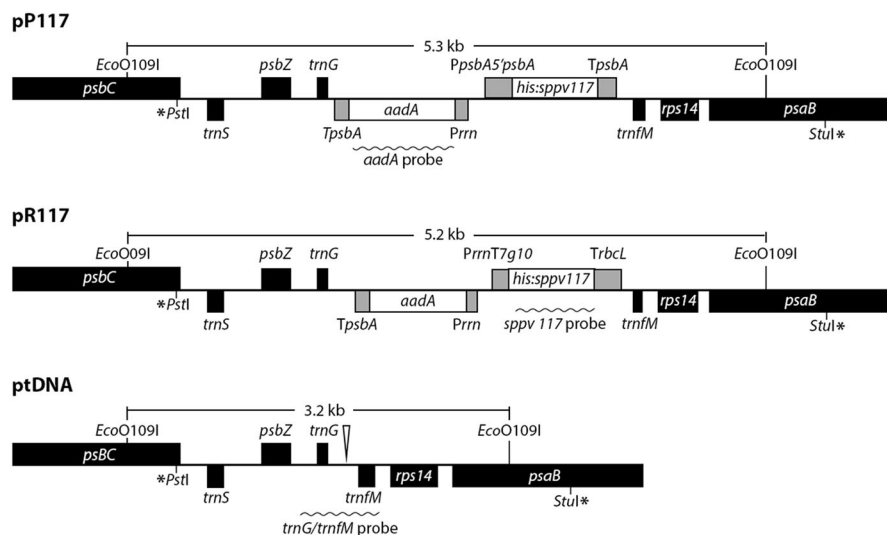 pP117
5.3 kb
EcoO109I psbZ trnG PpsbA5'psbA TpsbA EcoO109I
psbC his:sppv117
aadA rps14 psaB
*PstI trnS TpsbA Prrn trnfM StuI*
aadA probe
pR117
5.2 kb
EcoO09I psbZ trnG PrrnT7g10 TrbcL EcoO109I
psbC his:sppv117
aadA rps14 psaB
*PstI trnS TpsbA Prrn sppv 117 probe trnfM StuI*
ptDNA
3.2 kb
EcoO109I psbZ trnG EcoO109I
psBC
rps14 psaB
*PstI trnS trnfM StuI*
trnG/trnfM probe